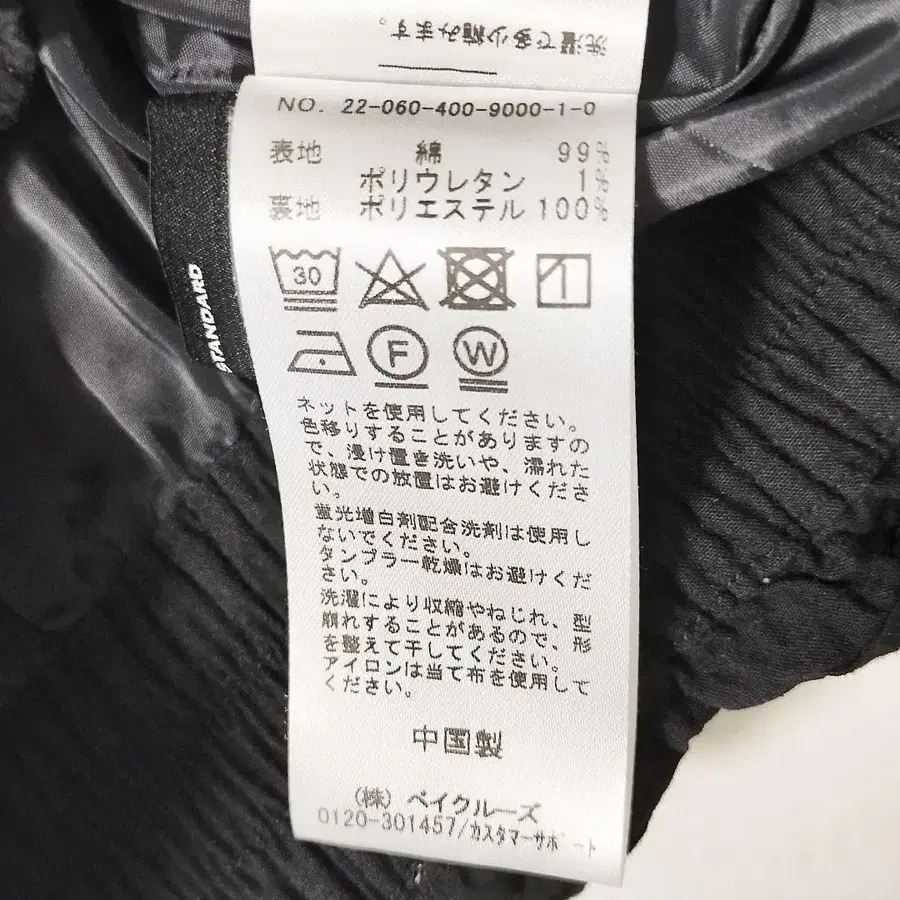 洗濯で多少縮みます。
NO. 22-060-400-9000-1-0
表地 綿 99%
ポリウレタン 1%
裏地 ポリエステル 100%
30
1
F W
STANDARD
ネットを使用してください。
色移りすることがありますの
で、浸け置き洗いや、濡れた
状態での放置はお避けくださ
い。
蛍光増白剤配合洗剤は使用し
ないでください。
タンブラー乾燥はお避けくだ
さい。
洗濯により収縮やねじれ、型
崩れすることがあるので、形
を整えて干してください。
アイロンは当て布を使用して
ください。
中国製
(株) ベイクルーズ
0120-301457/カスタマーサポート